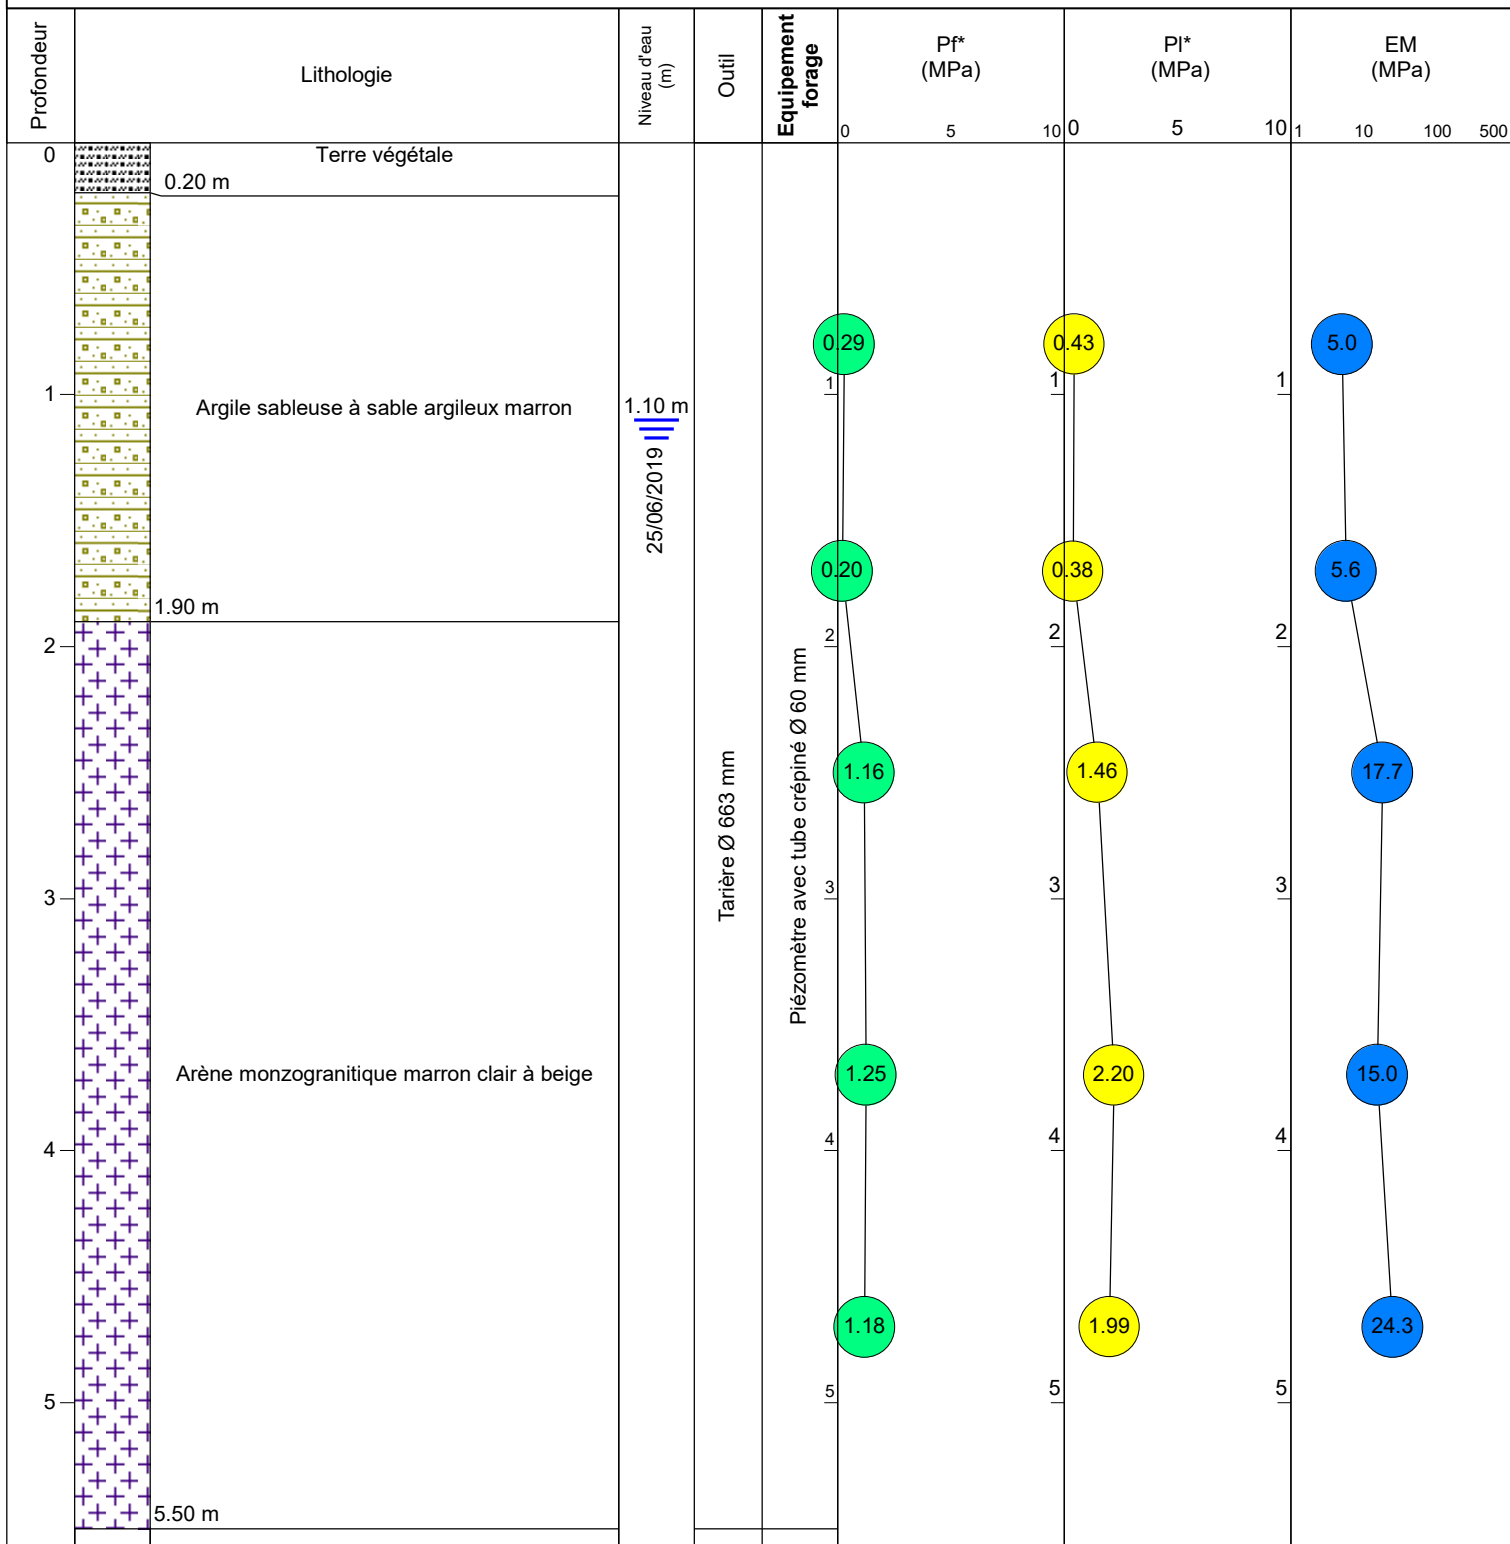 Profondeur
Lithologie
Niveau d'eau
(m)
Outil
Equipement
forage
Pf*
(MPa)
0 5 10
Pl*
(MPa)
0 5 10
EM
(MPa)
1 10 100 500
0
Terre végétale
0.20 m
0.29
0.43
5.0
1
1
1
1
Argile sableuse à sable argileux marron
1.10 m
25/06/2019
0.20
0.38
5.6
1.90 m
2
2
2
2
Tarière Ø 663 mm
Piézomètre avec tube crépiné Ø 60 mm
1.16
1.46
17.7
3
3
3
3
Arène monzogranitique marron clair à beige
1.25
2.20
15.0
4
4
4
4
1.18
1.99
24.3
5
5
5
5
5.50 m